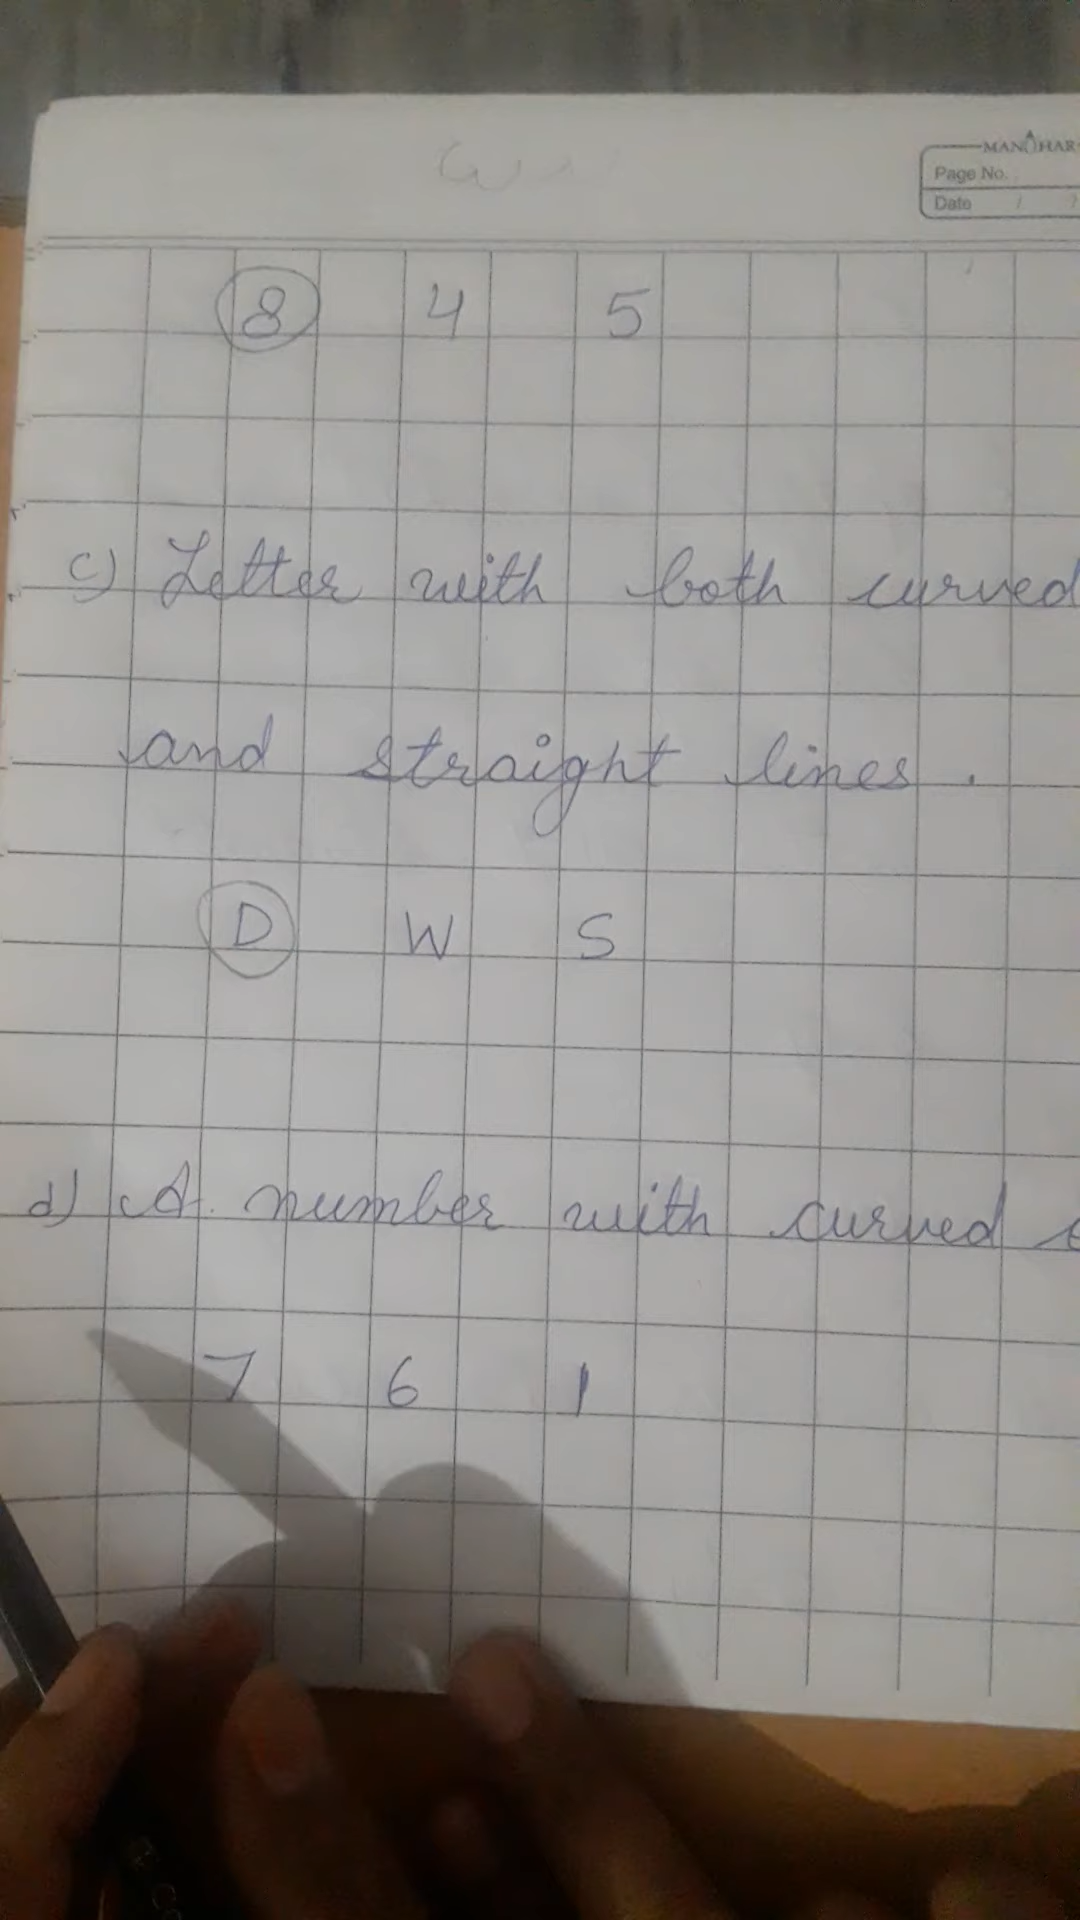 MANOHAR
Page No.
Date / /
8 4 5
c) Letter with both curved
and straight lines.
D W S
d) A number with curved
7 6 1